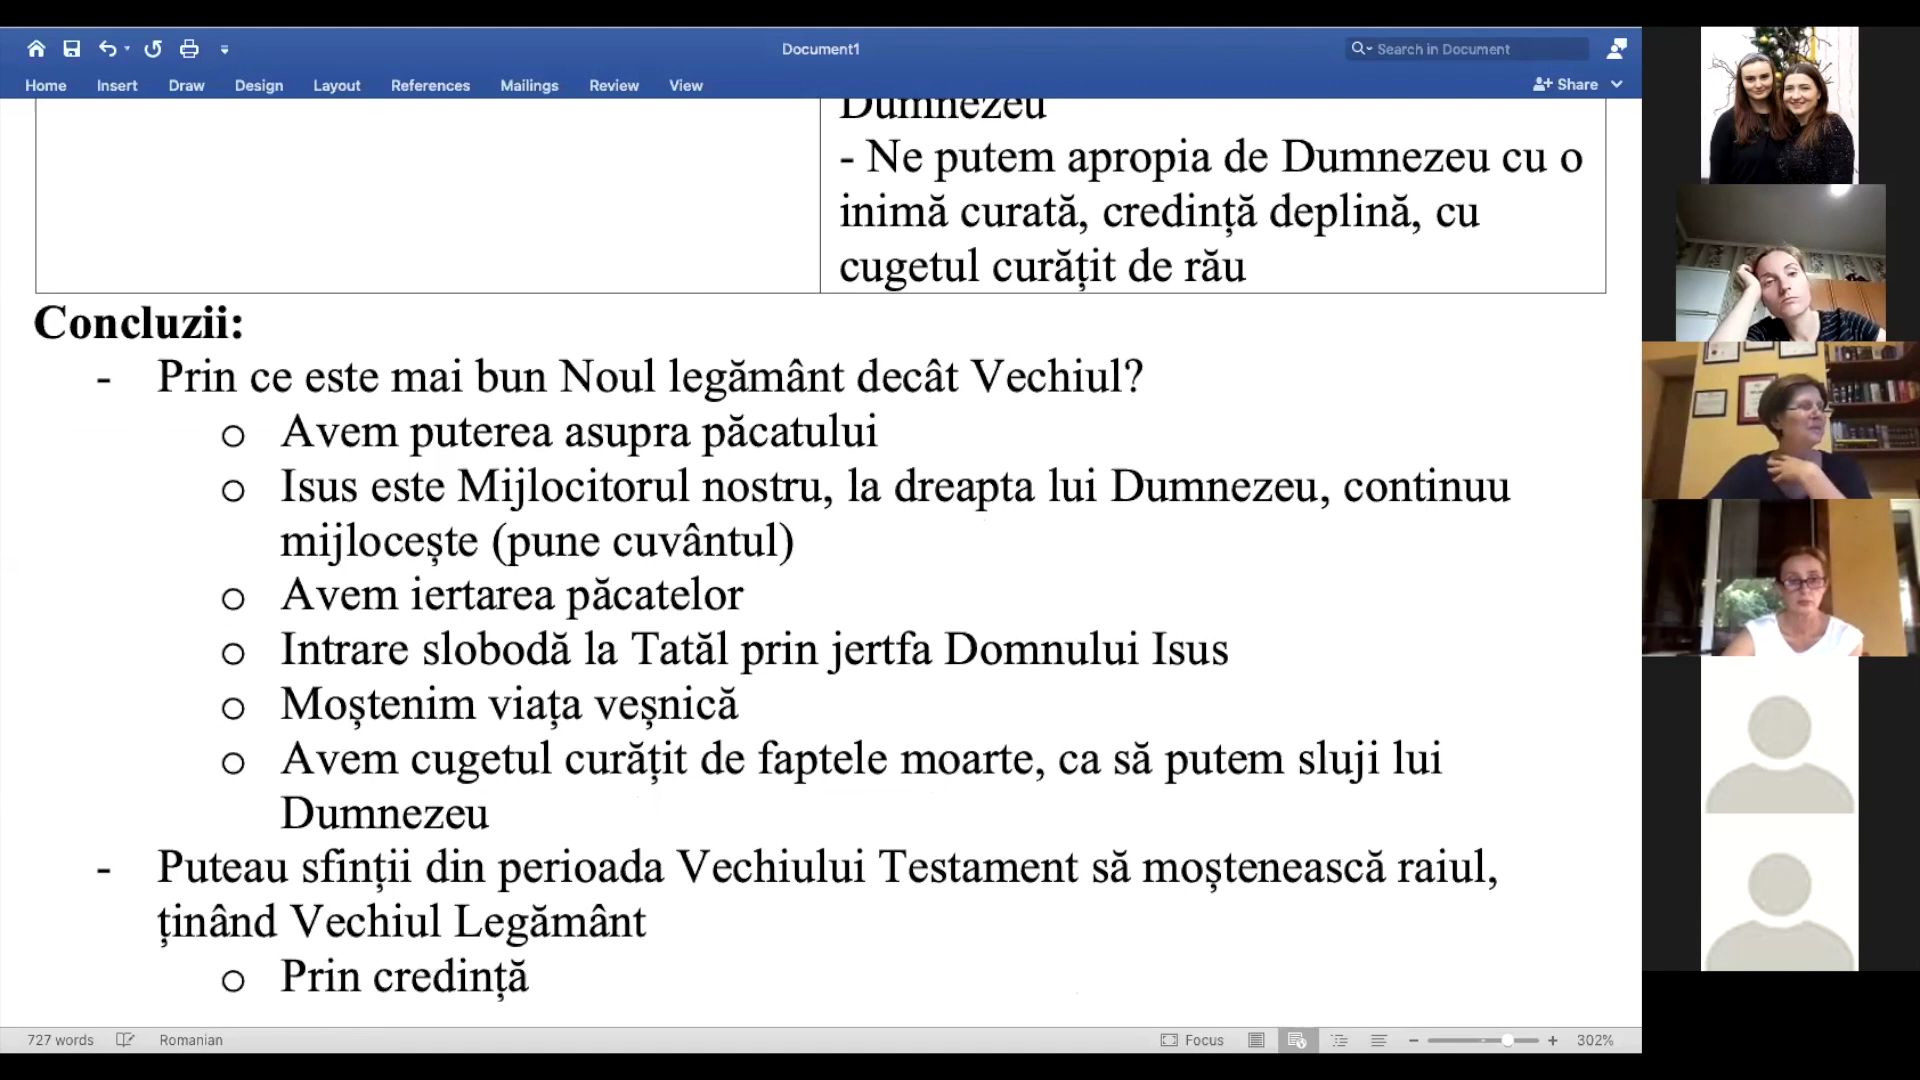 Document1
Search in Document
Home Insert Draw Design Layout References Mailings Review View
Share
Dumnezeu
- Ne putem apropia de Dumnezeu cu o
inimă curată, credință deplină, cu
cugetul curățit de rău
Concluzii:
- Prin ce este mai bun Noul legământ decât Vechiul?
o Avem puterea asupra păcatului
o Isus este Mijlocitorul nostru, la dreapta lui Dumnezeu, continuu
mijlocește (pune cuvântul)
o Avem iertarea păcatelor
o Intrare slobodă la Tatăl prin jertfa Domnului Isus
o Moștenim viața veșnică
o Avem cugetul curățit de faptele moarte, ca să putem sluji lui
Dumnezeu
- Puteau sfinții din perioada Vechiului Testament să moștenească raiul,
ținând Vechiul Legământ
o Prin credință
727 words Romanian Focus 302%